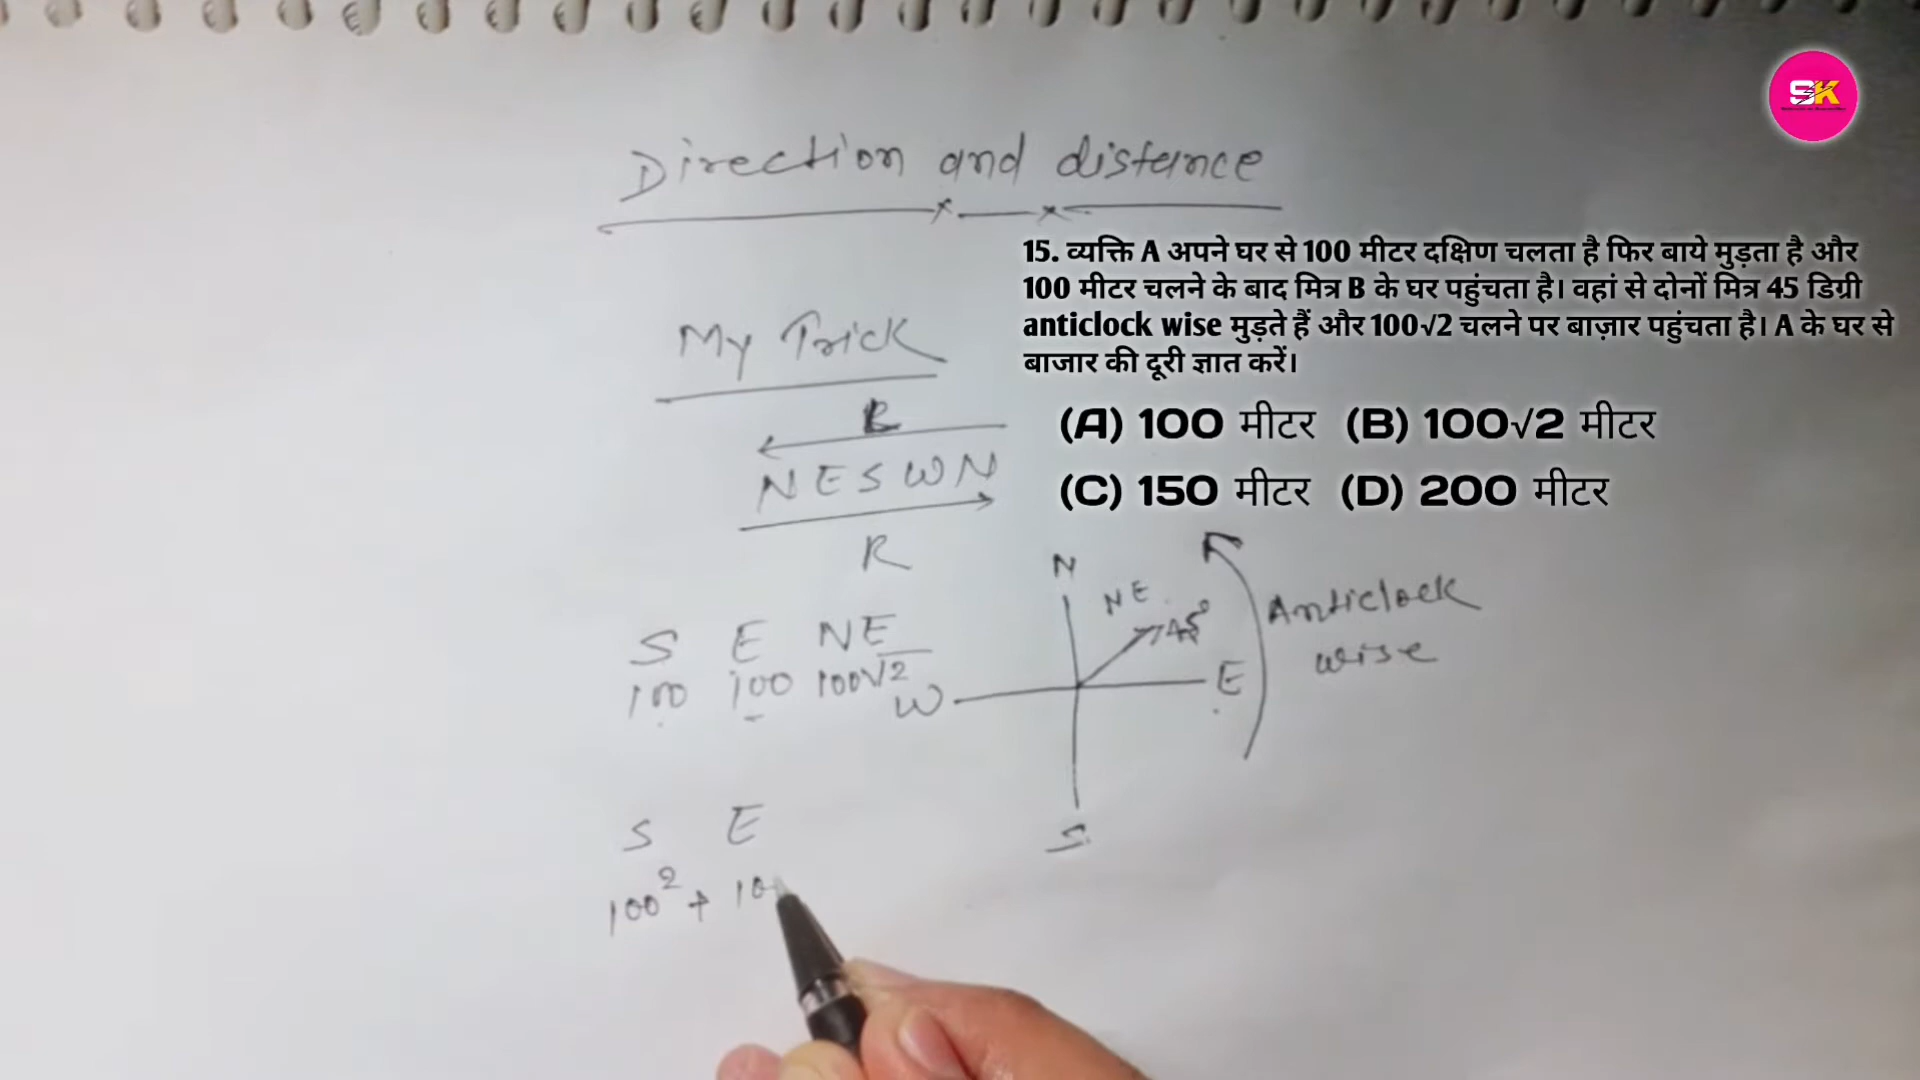 SK
Direction and distance
15. व्यक्ति A अपने घर से 100 मीटर दक्षिण चलता है फिर बाये मुड़ता है और
100 मीटर चलने के बाद मित्र B के घर पहुंचता है। वहां से दोनों मित्र 45 डिग्री
anticlock wise मुड़ते हैं और 100√2 चलने पर बाज़ार पहुंचता है। A के घर से
बाजार की दूरी ज्ञात करें।
(A) 100 मीटर (B) 100√2 मीटर
(C) 150 मीटर (D) 200 मीटर
My Trick
L
N E S W N
R
N
NE
45°
Anticlock
wise
W
E
S
S E NE
100 100 100√2
S E
100² + 10